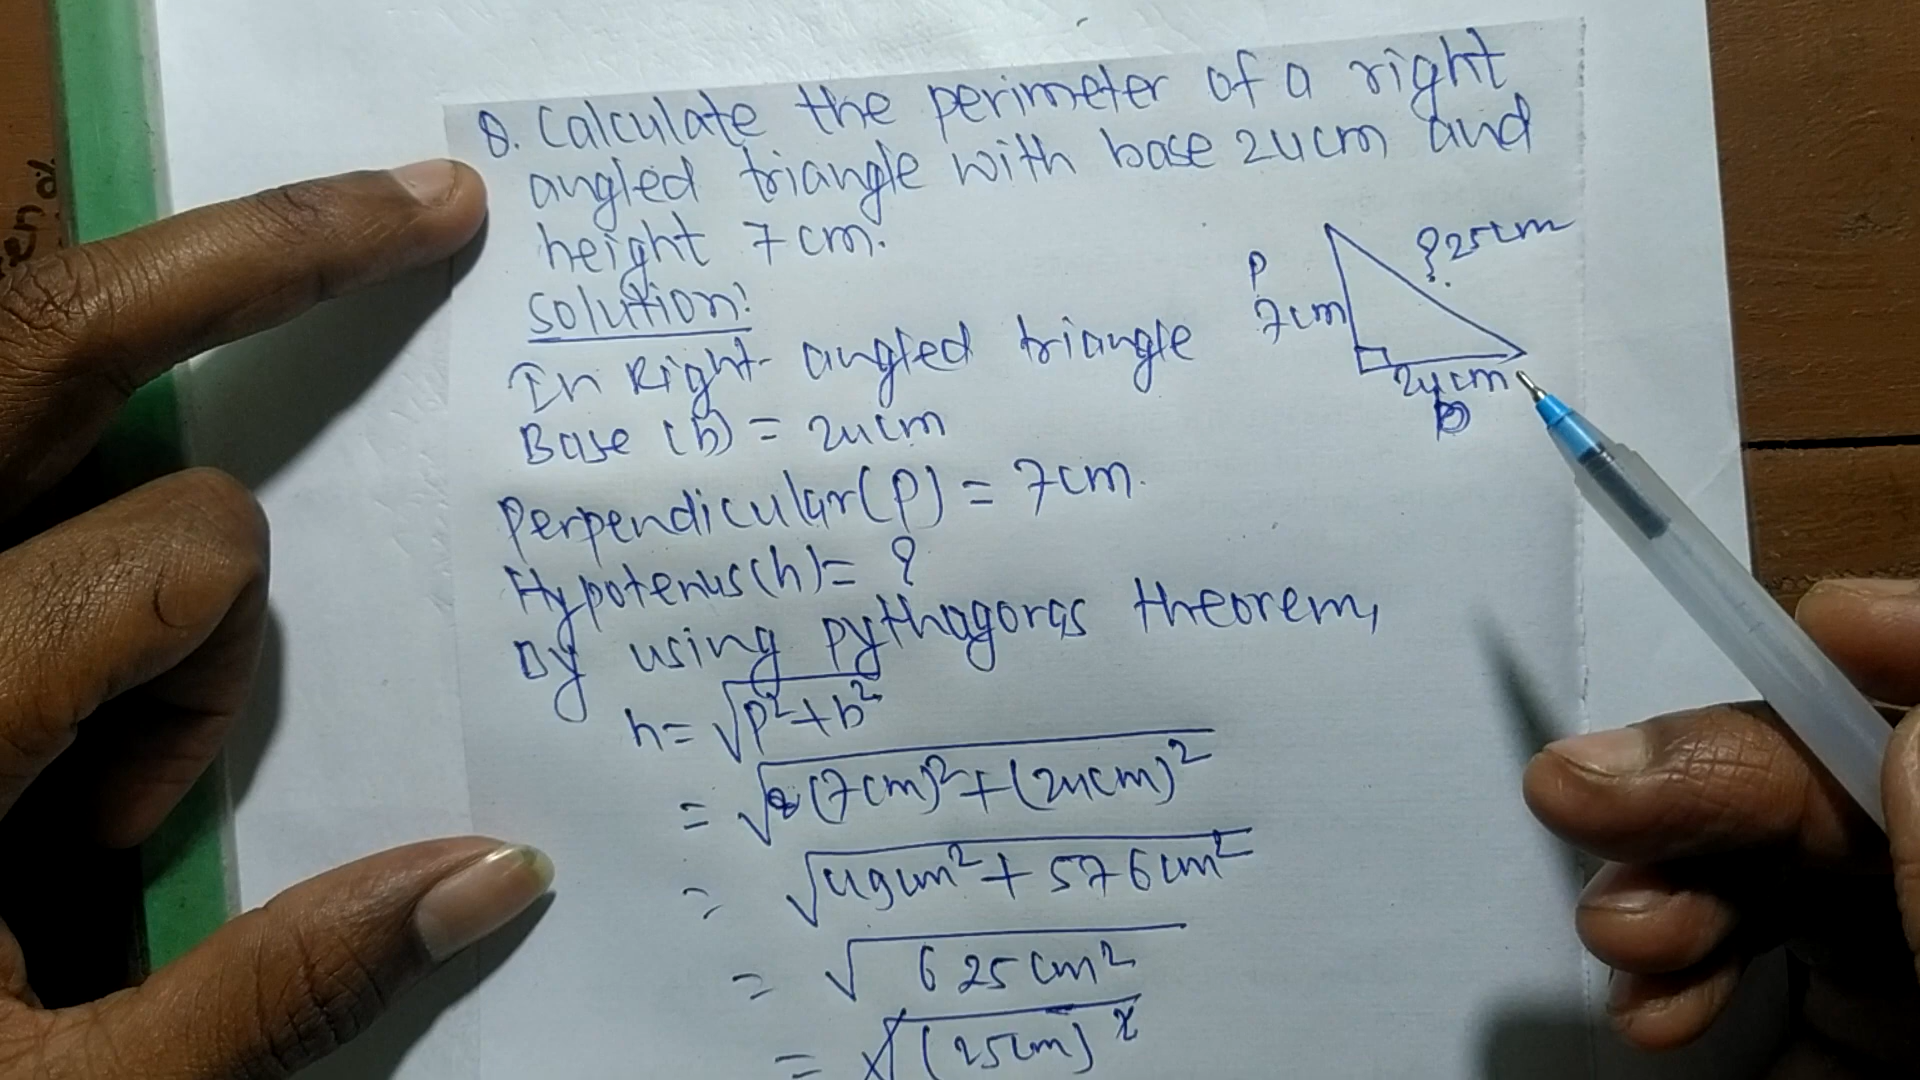 Q. Calculate the perimeter of a right
angled triangle with base 24cm and
height 7cm.
Solution:
In Right-angled triangle
Base (b) = 24cm
Perpendicular(P) = 7cm.
Hypotenus(h)= ?
By using pythagoras theorem,
h= √p²+b²
= √(7cm)²+(24cm)²
= √49cm²+576cm²
= √625cm²
= √(25cm)²
P
7cm
?25cm
24cm
b